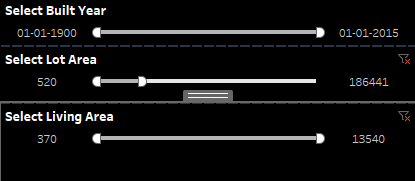 Select Built Year
01-01-1900 01-01-2015
Select Lot Area
520 186441
Select Living Area
370 13540